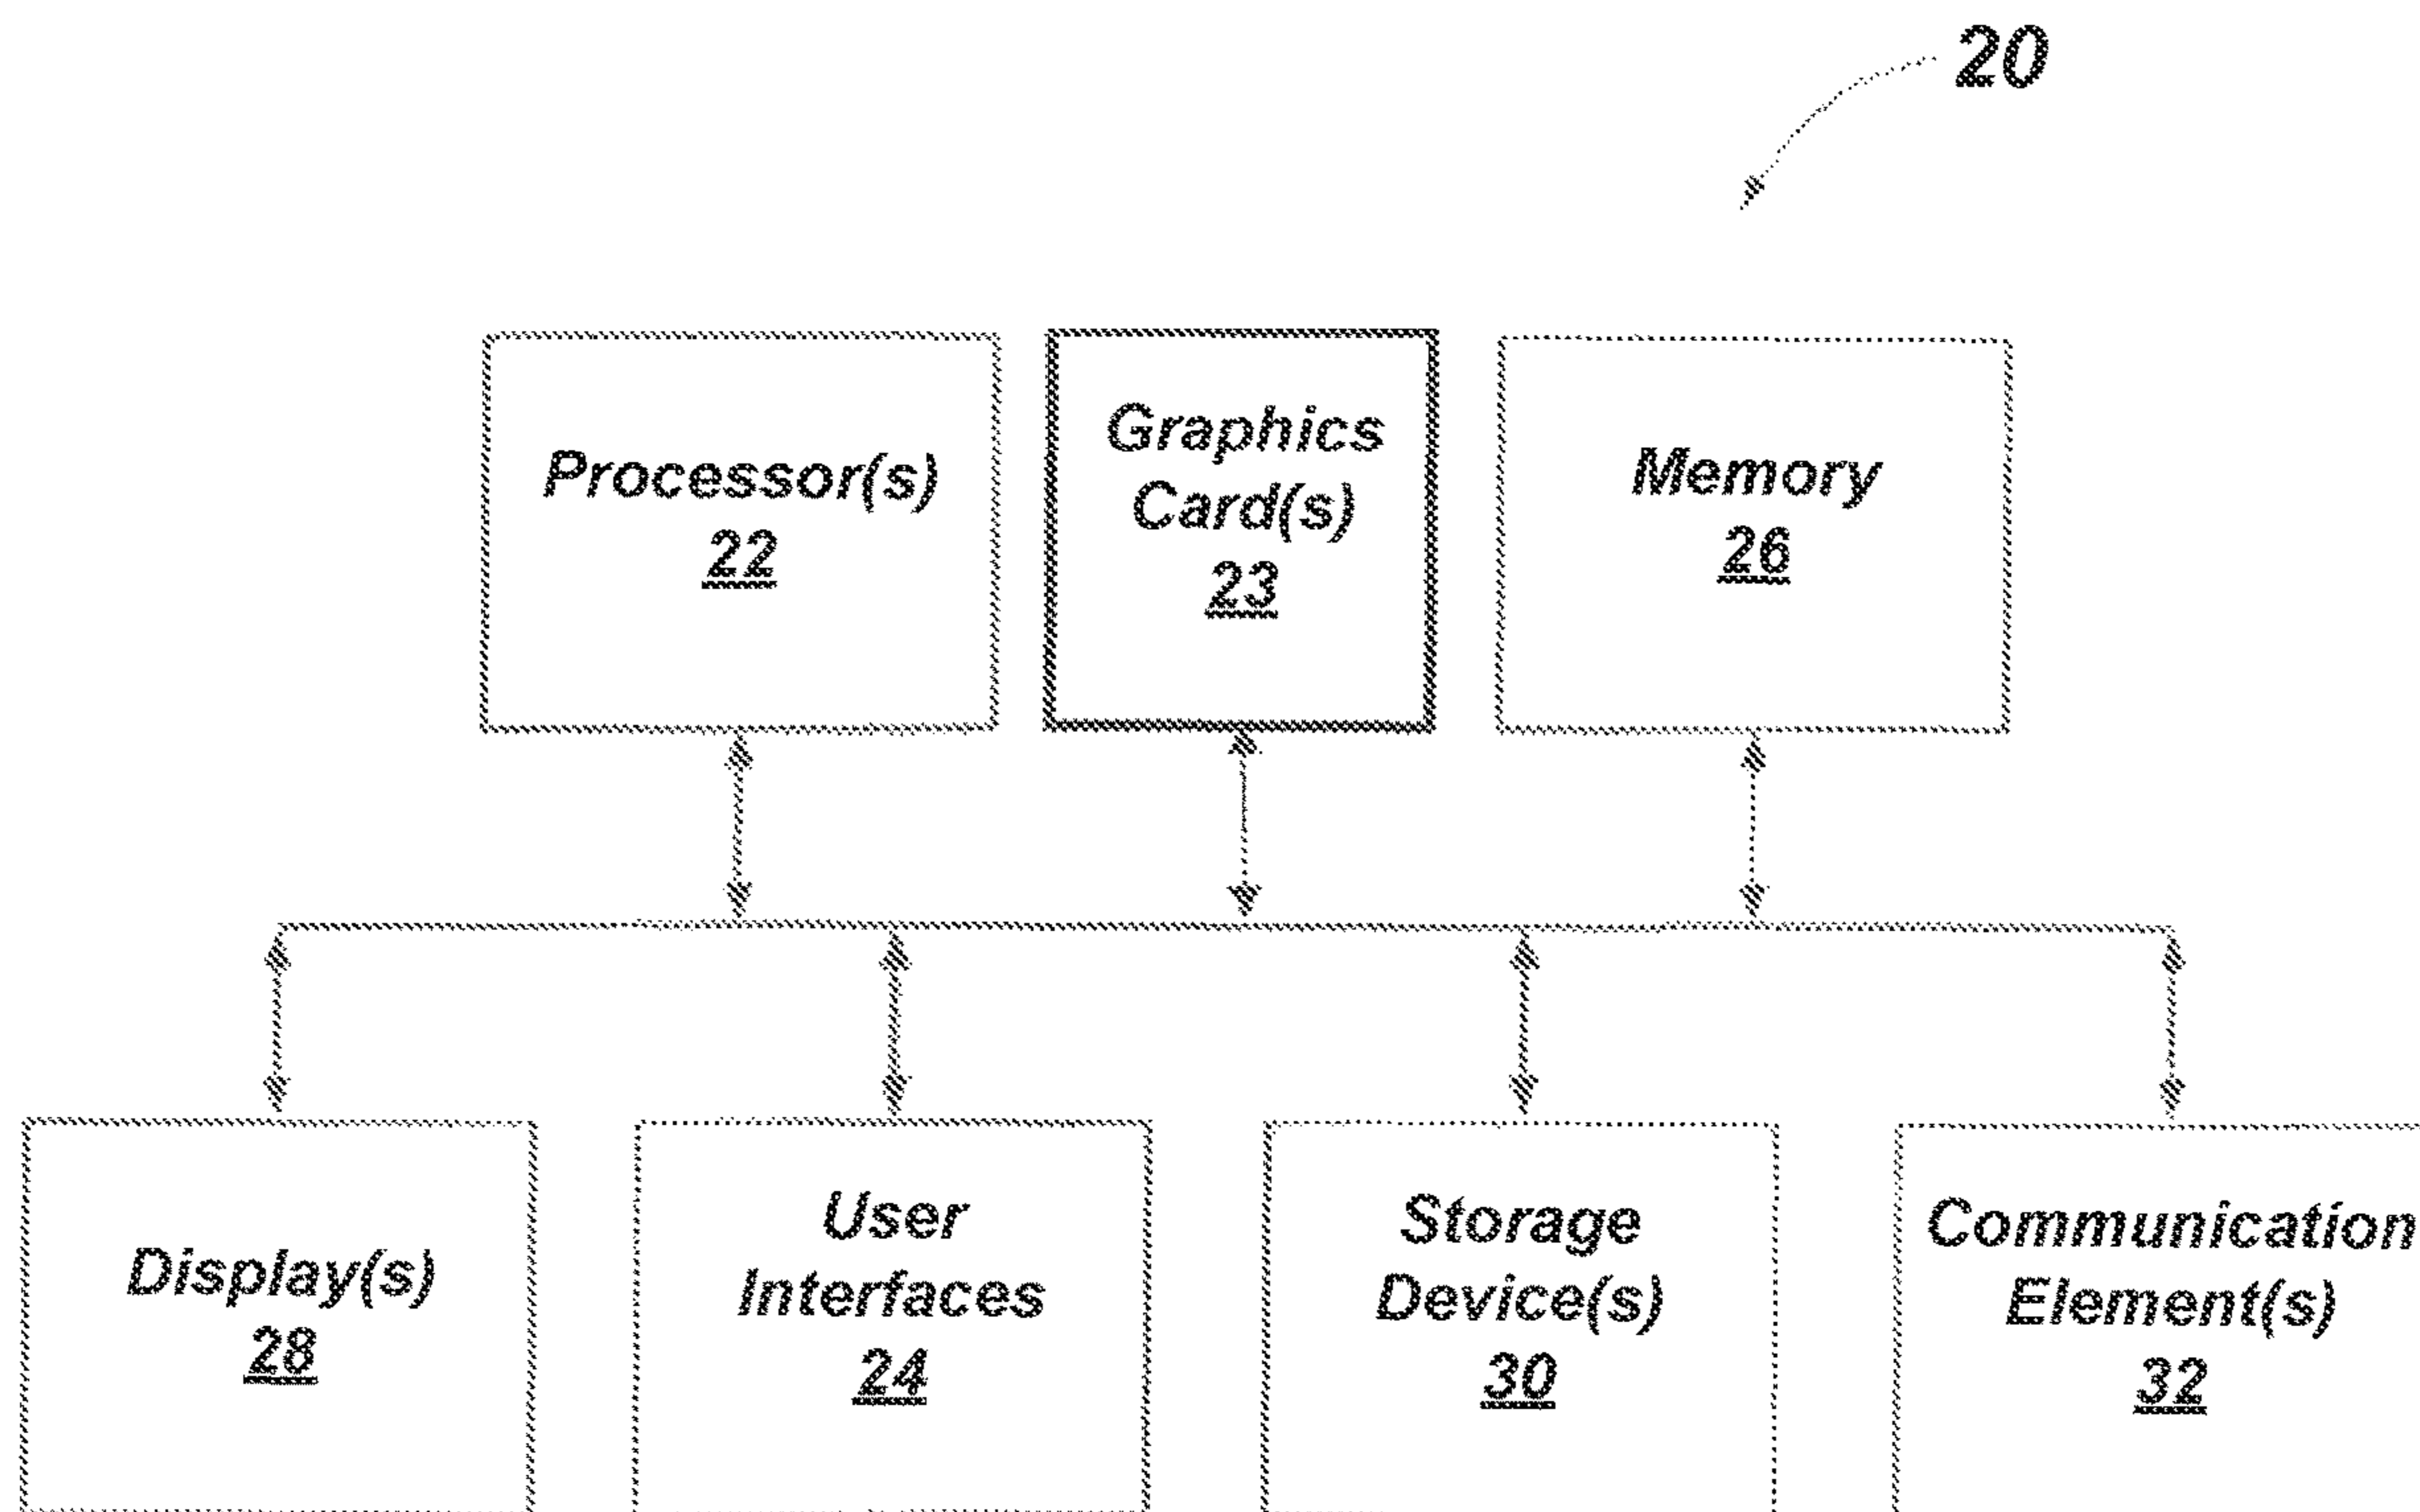 20
Processor(s)
22
Graphics
Card(s)
23
Memory
26
Display(s)
28
User
Interfaces
24
Storage
Device(s)
30
Communication
Element(s)
32